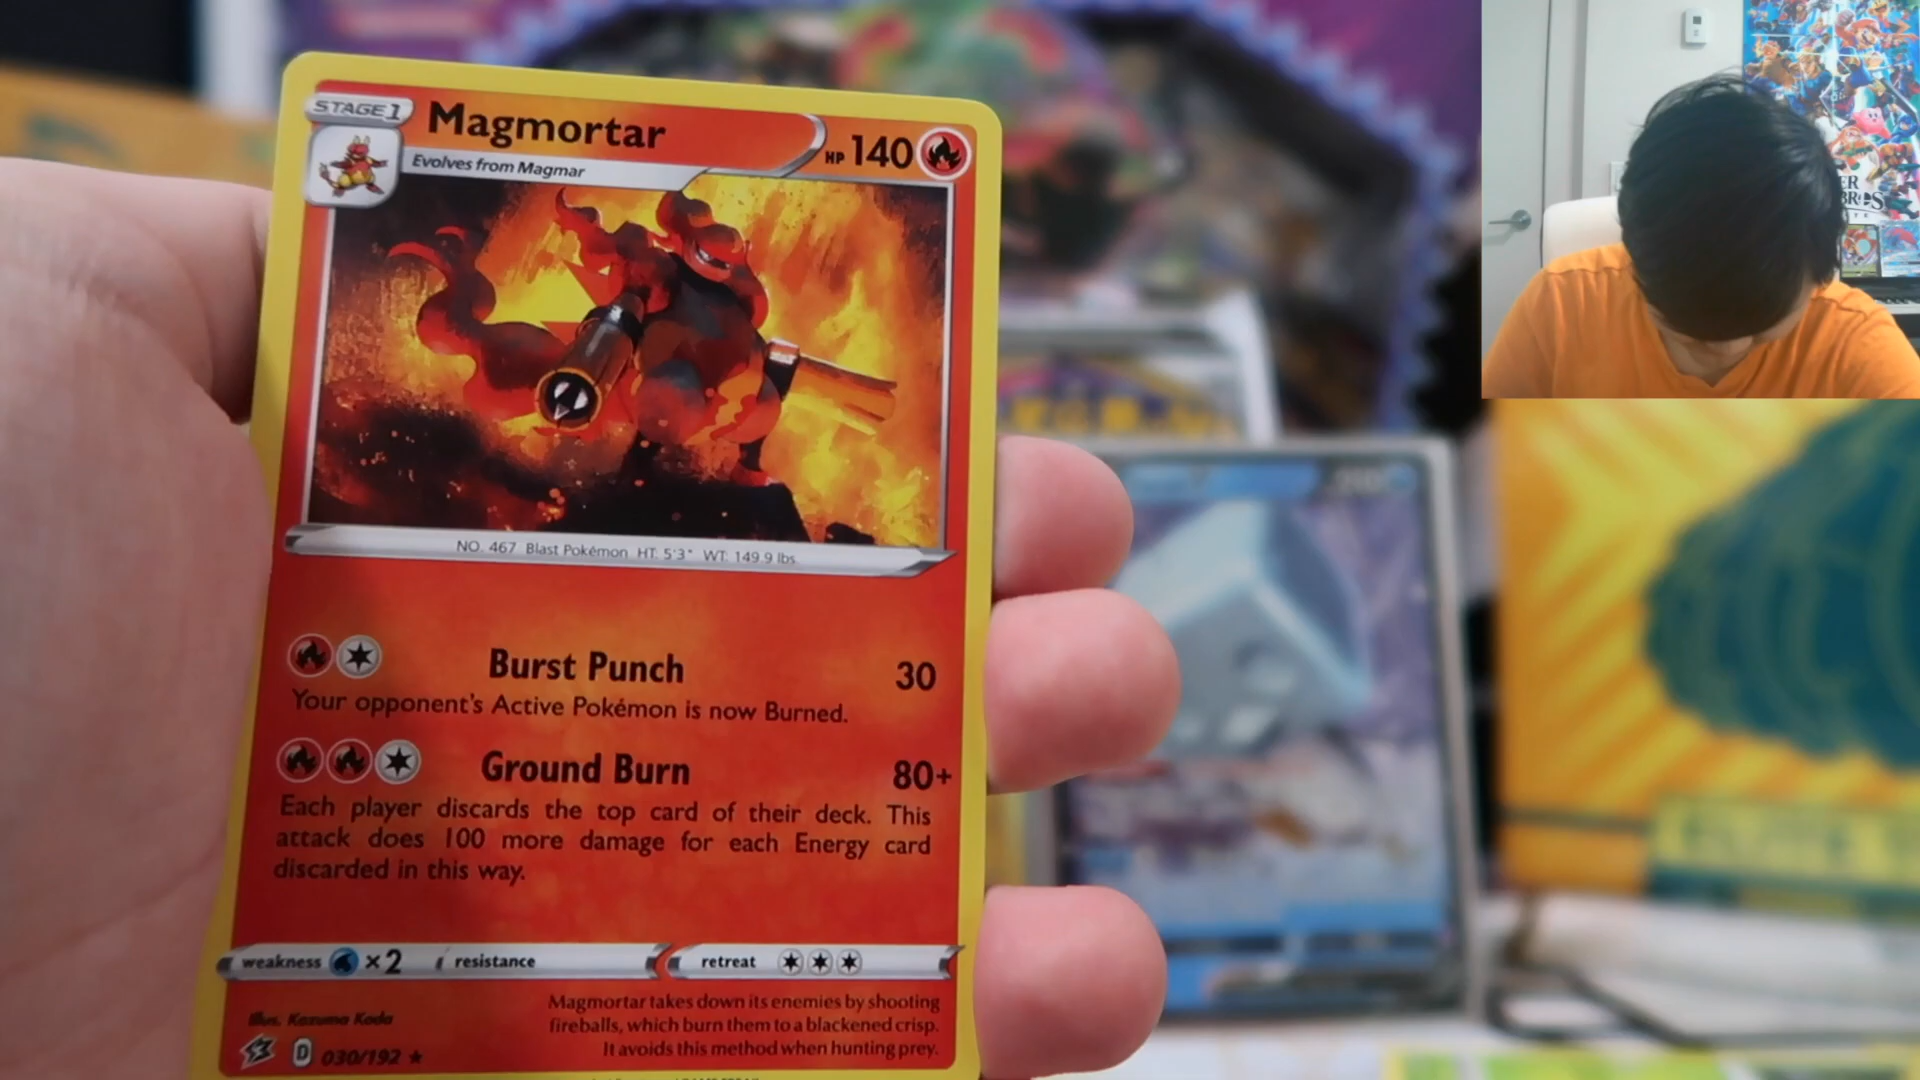 STAGE 1
Magmortar
HP 140
Evolves from Magmar
NO. 467 Blast Pokémon HT: 5'3" WT: 149.9 lbs.
Burst Punch 30
Your opponent's Active Pokémon is now Burned.
Ground Burn 80+
Each player discards the top card of their deck. This
attack does 100 more damage for each Energy card
discarded in this way.
weakness ×2 resistance retreat
Illus. Kazuma Koda
Magmortar takes down its enemies by shooting
fireballs, which burn them to a blackened crisp.
It avoids this method when hunting prey.
D 030/192 ★
ER
BROS